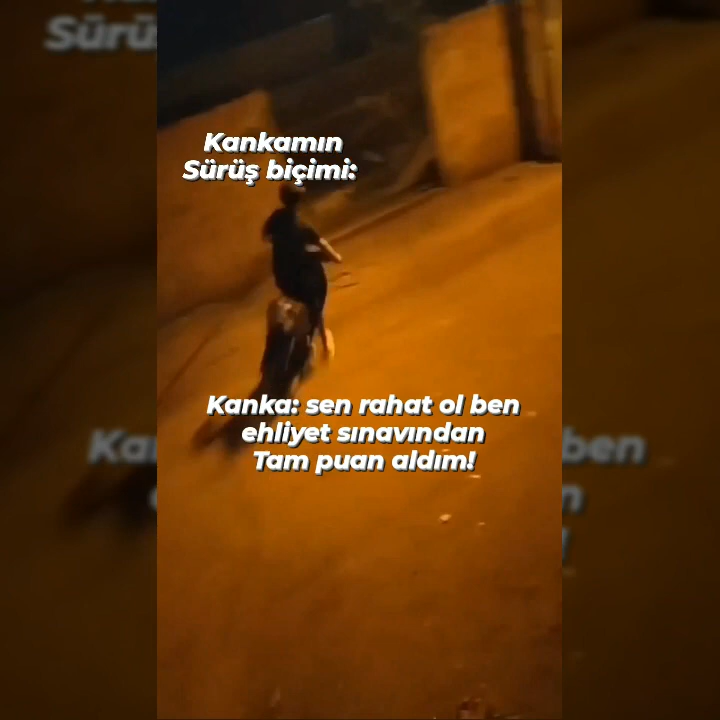 Kankamın
Sürüş biçimi:
Kanka: sen rahat ol ben
ehliyet sınavından
Tam puan aldım!